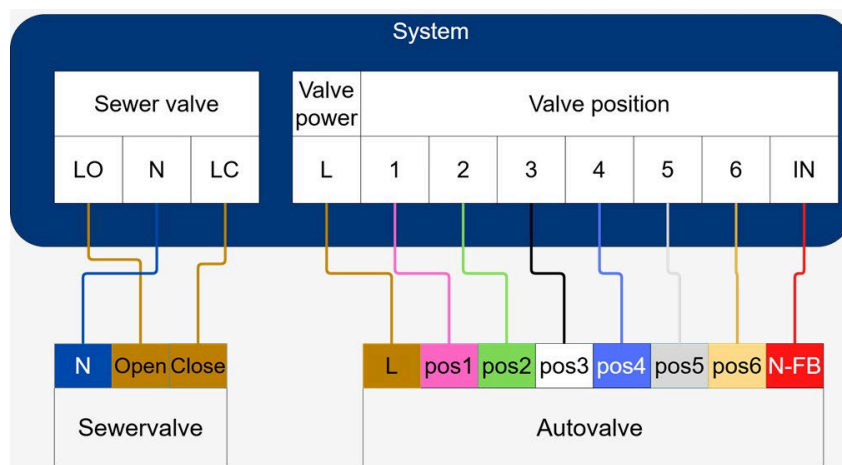 System
Sewer valve
Valve power
Valve position
LO N LC L 1 2 3 4 5 6 IN
N Open Close L pos1 pos2 pos3 pos4 pos5 pos6 N-FB
Sewervalve Autovalve